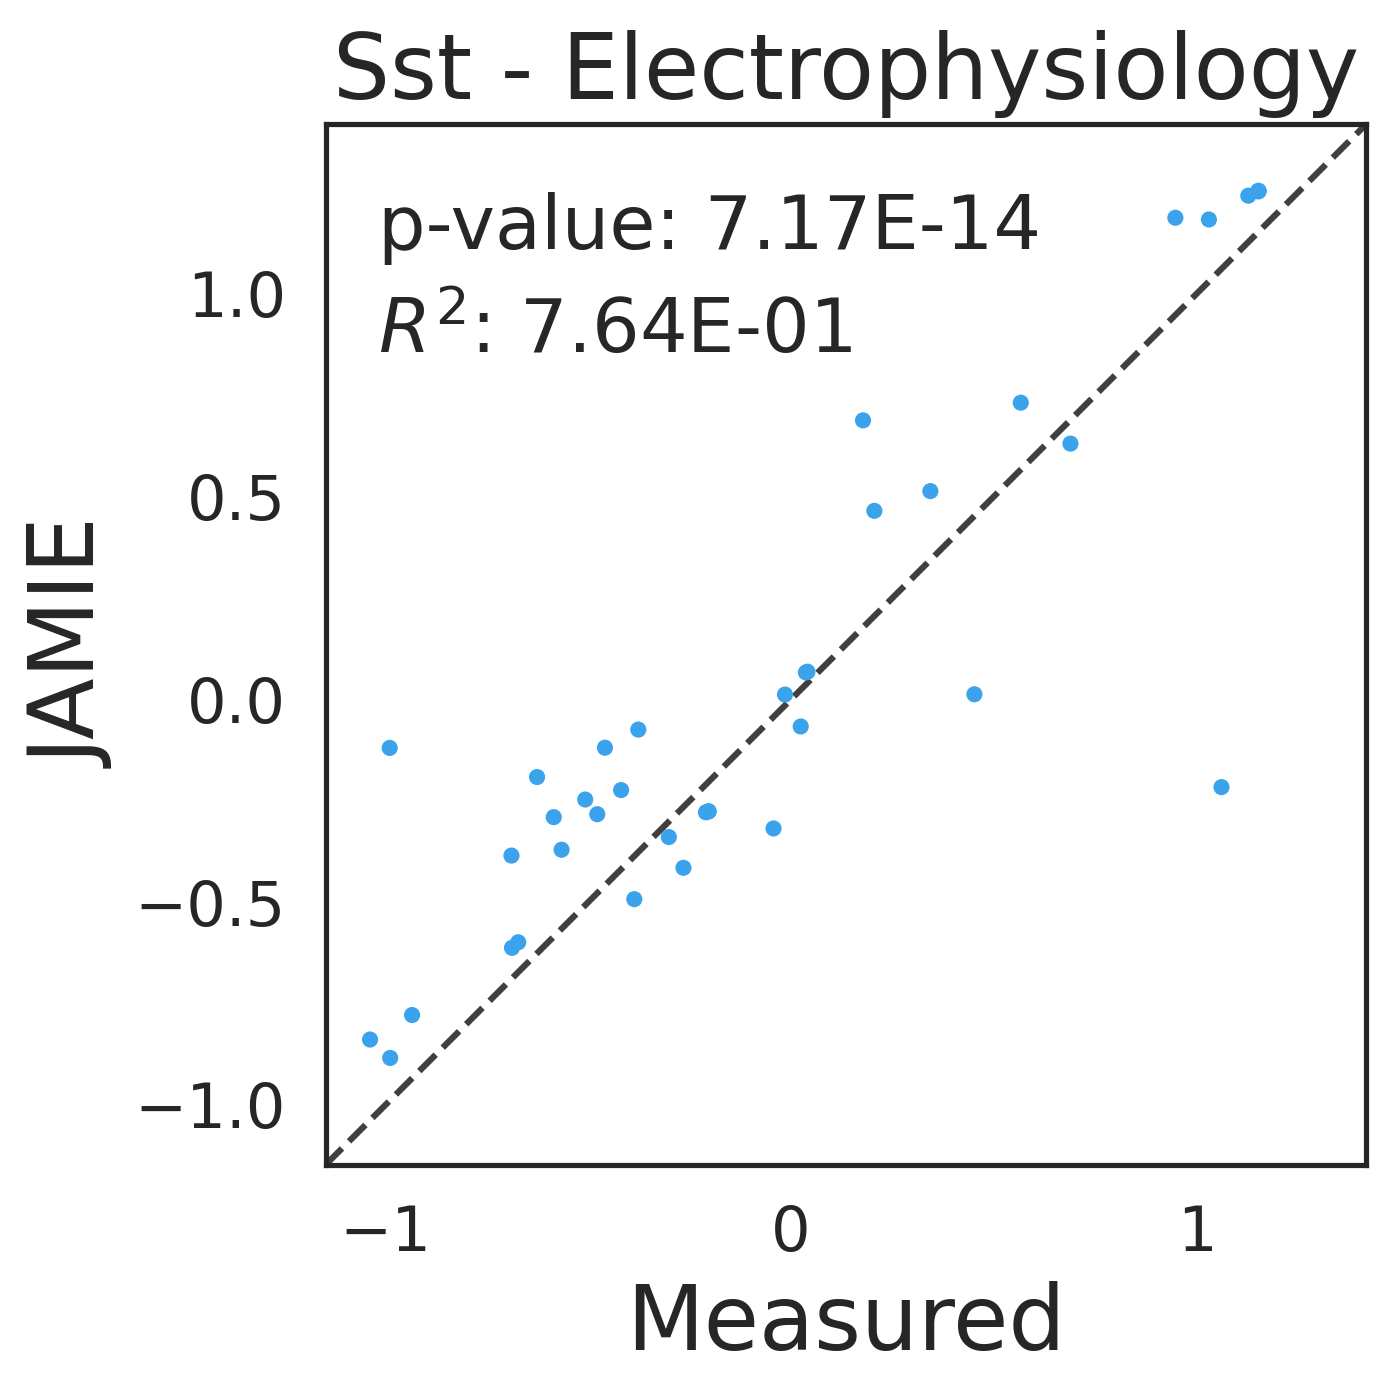 Sst - Electrophysiology
p-value: 7.17E-14
R²: 7.64E-01
1.0
0.5
0.0
−0.5
−1.0
JAMIE
−1 0 1
Measured